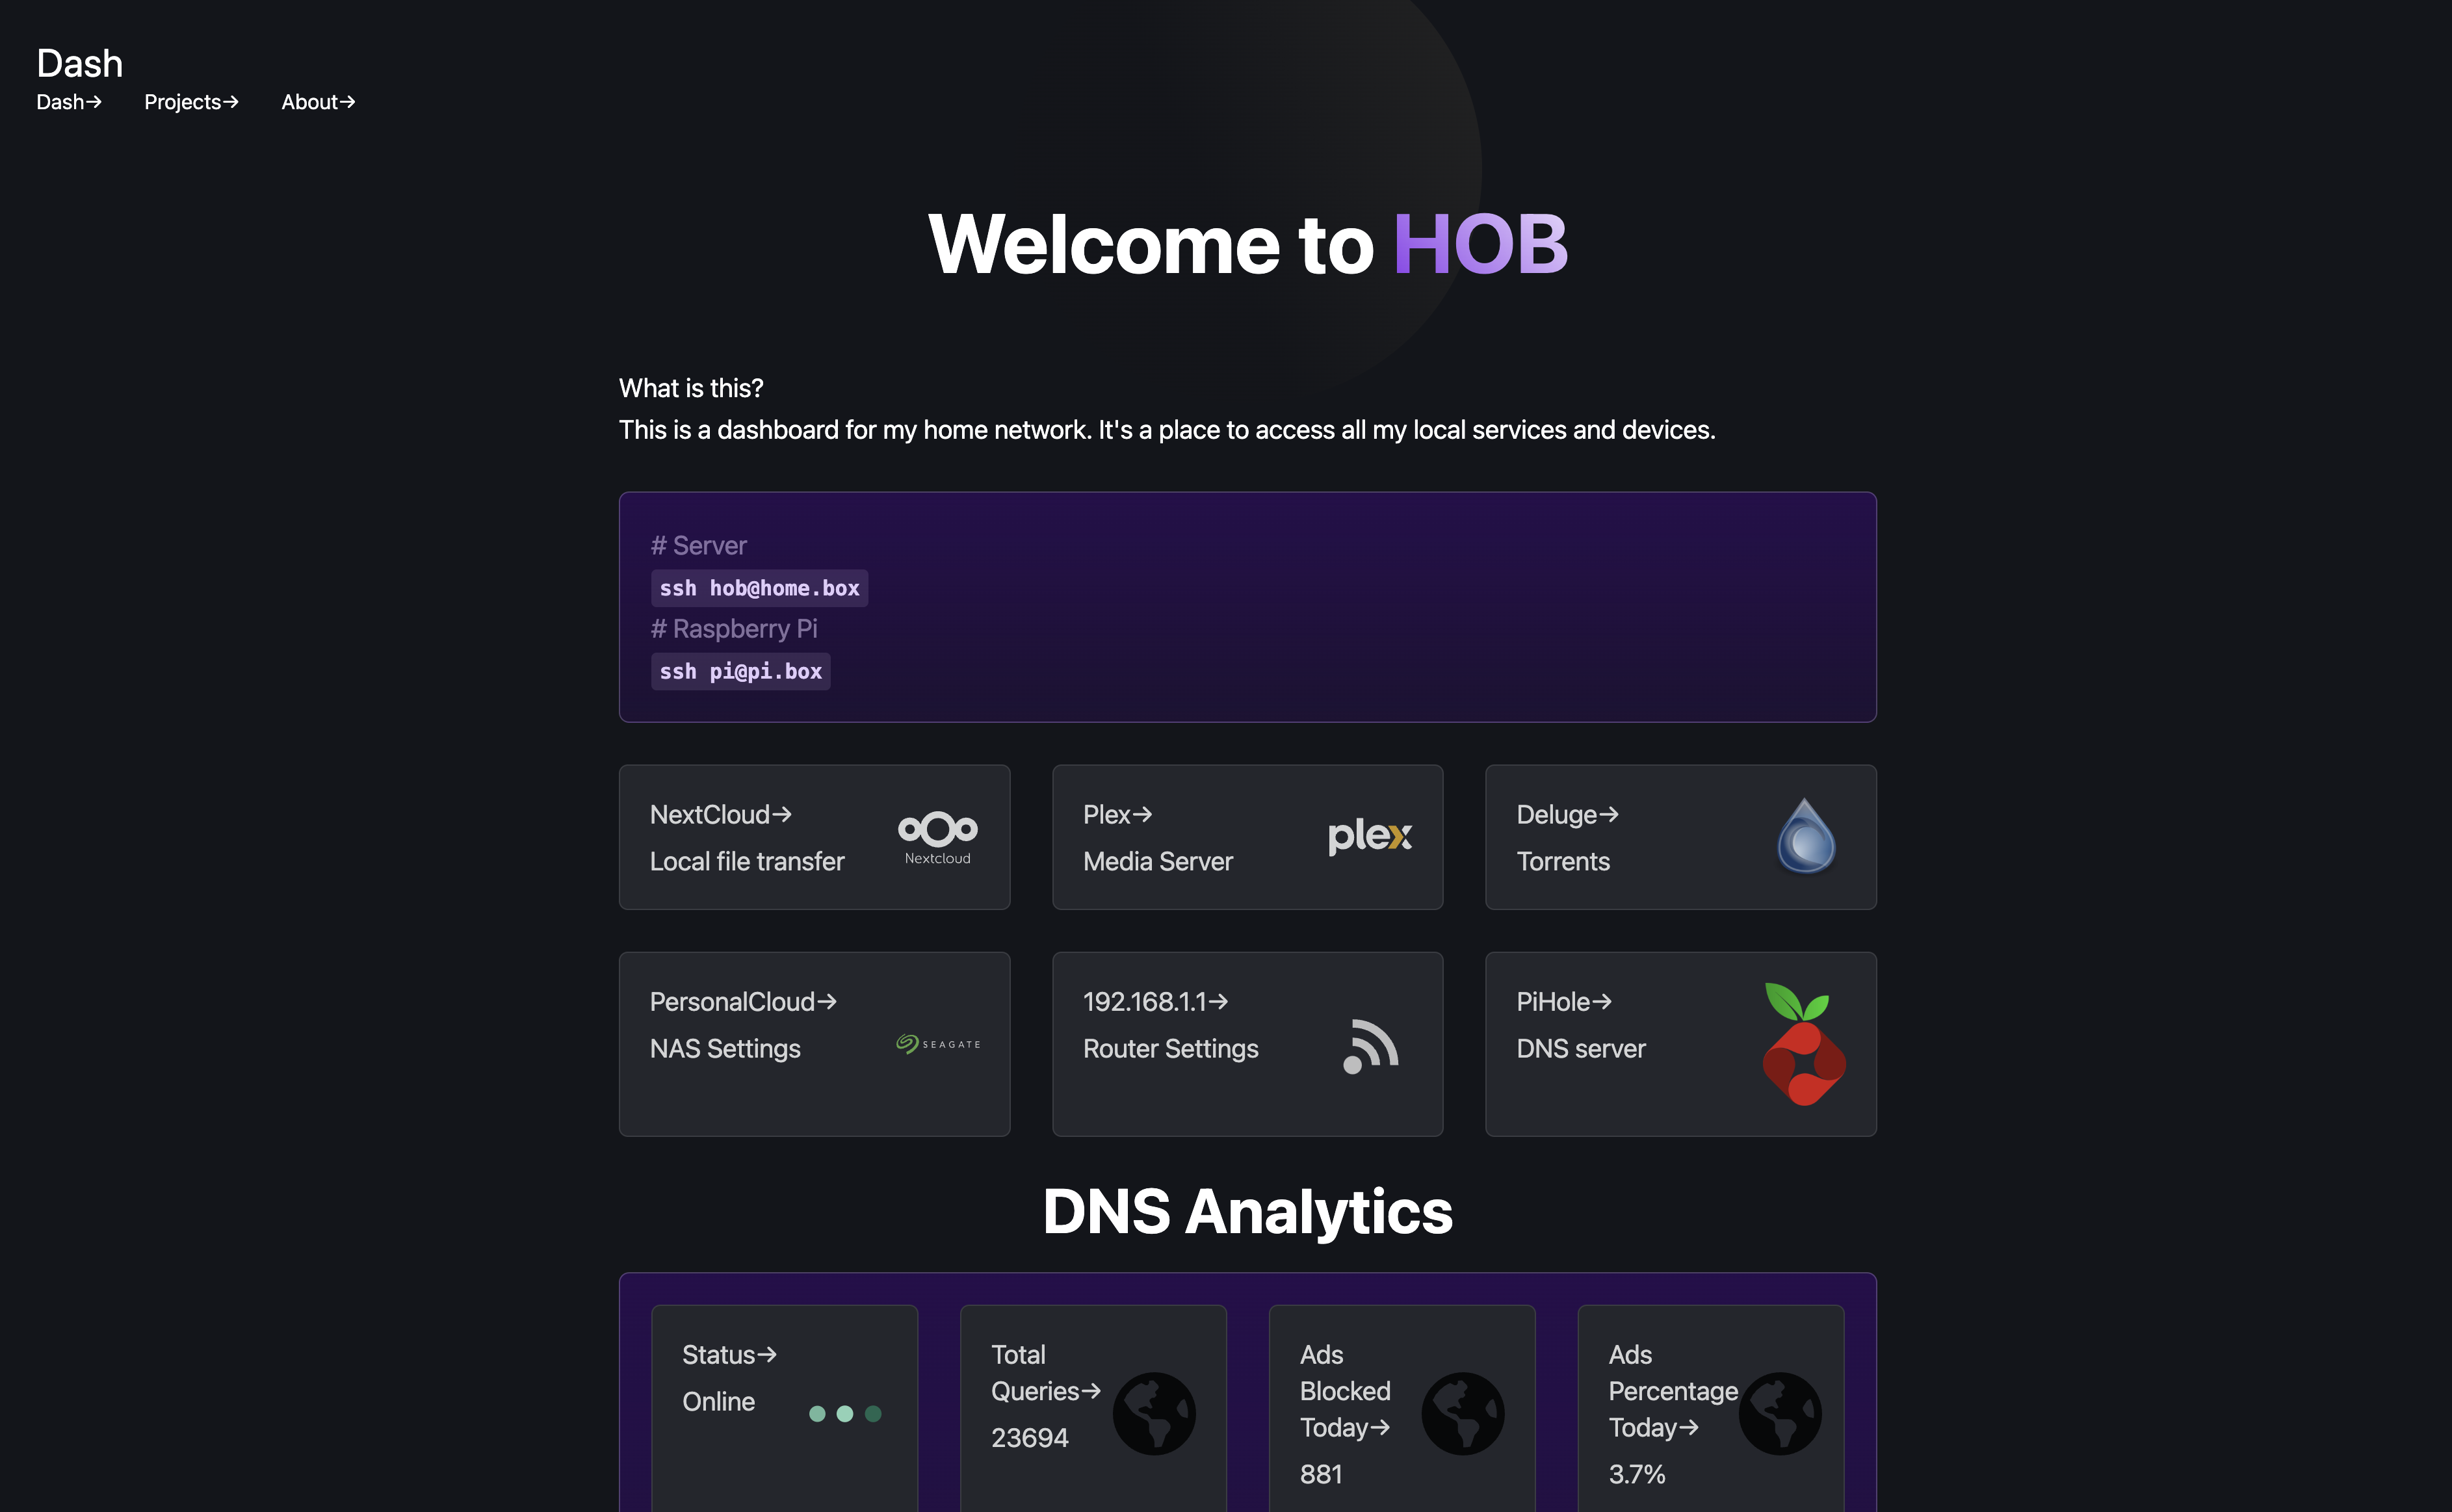 Dash
Dash→ Projects→ About→
Welcome to HOB
What is this?
This is a dashboard for my home network. It's a place to access all my local services and devices.
# Server
ssh hob@home.box
# Raspberry Pi
ssh pi@pi.box
NextCloud→
Local file transfer
Nextcloud
Plex→
Media Server
plex
Deluge→
Torrents
PersonalCloud→
NAS Settings
SEAGATE
192.168.1.1→
Router Settings
PiHole→
DNS server
DNS Analytics
Status→
Online
Total
Queries→
23694
Ads
Blocked
Today→
881
Ads
Percentage
Today→
3.7%